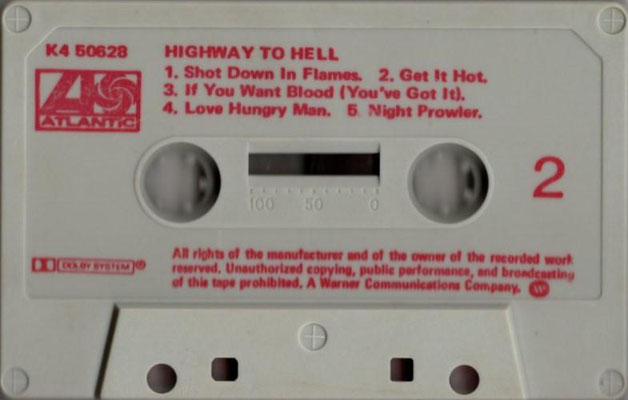 K4 50628
HIGHWAY TO HELL
1. Shot Down In Flames. 2. Get It Hot.
3. If You Want Blood (You've Got It).
4. Love Hungry Man. 5. Night Prowler.
ATLANTIC
2
100 50 0
DOLBY SYSTEM®
All rights of the manufacturer and of the owner of the recorded work
reserved. Unauthorized copying, public performance, and broadcasting
of this tape prohibited. A Warner Communications Company.